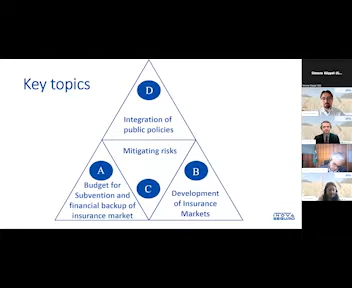 Key topics
D
Integration of
public policies
Mitigating risks
A
B
C
Budget for
Subvention and
financial backup of
insurance market
Development
of Insurance
Markets